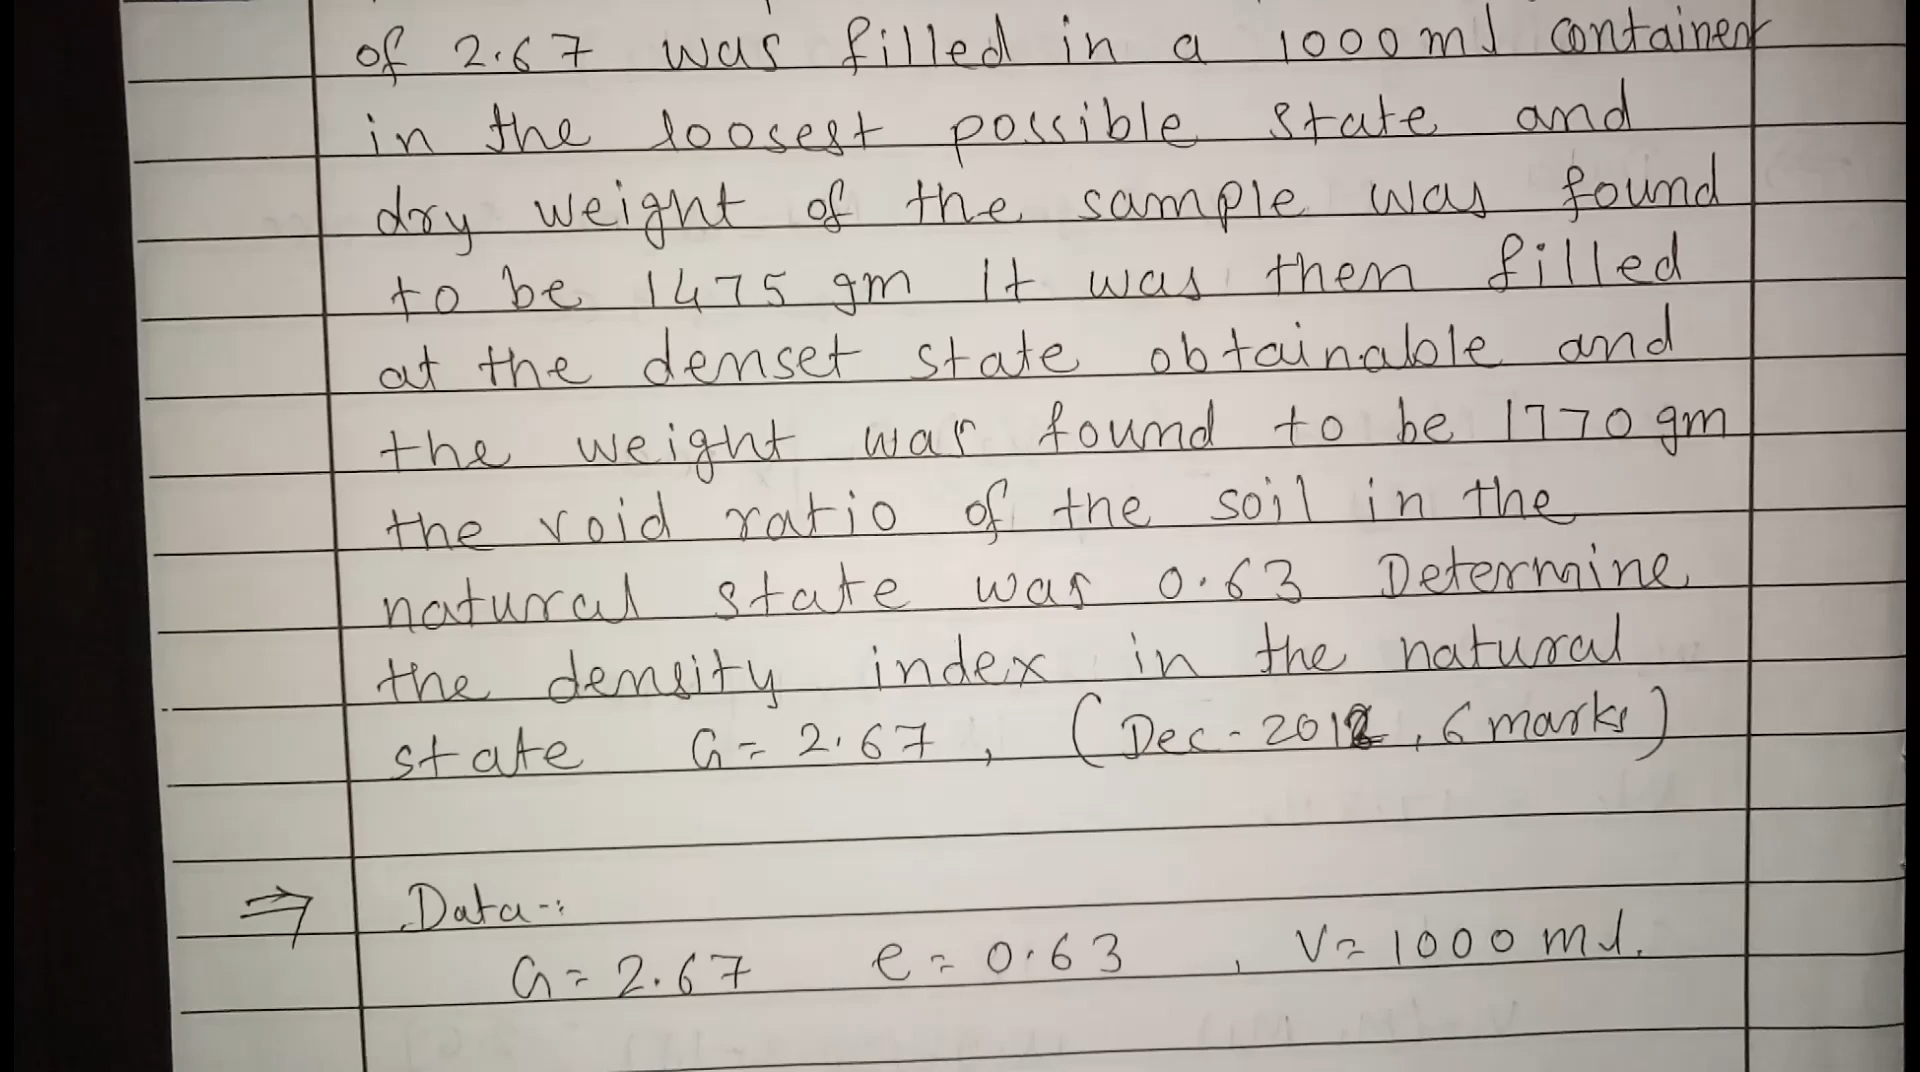 of 2.67 was filled in a 1000 ml container
in the loosest possible state and
dry weight of the sample was found
to be 1475 gm It was then filled
at the denset state obtainable and
the weight was found to be 1770 gm
the void ratio of the soil in the
natural state was 0.63 Determine
the density index in the natural
state G = 2.67, (Dec - 2012, 6 marks)
⇒ Data-:
G = 2.67 e = 0.63, V = 1000 ml.